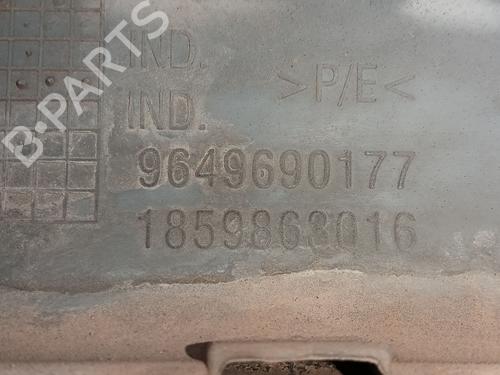 IND.
>P/E<
IND.
9649690177
1859863016
B-PARTS